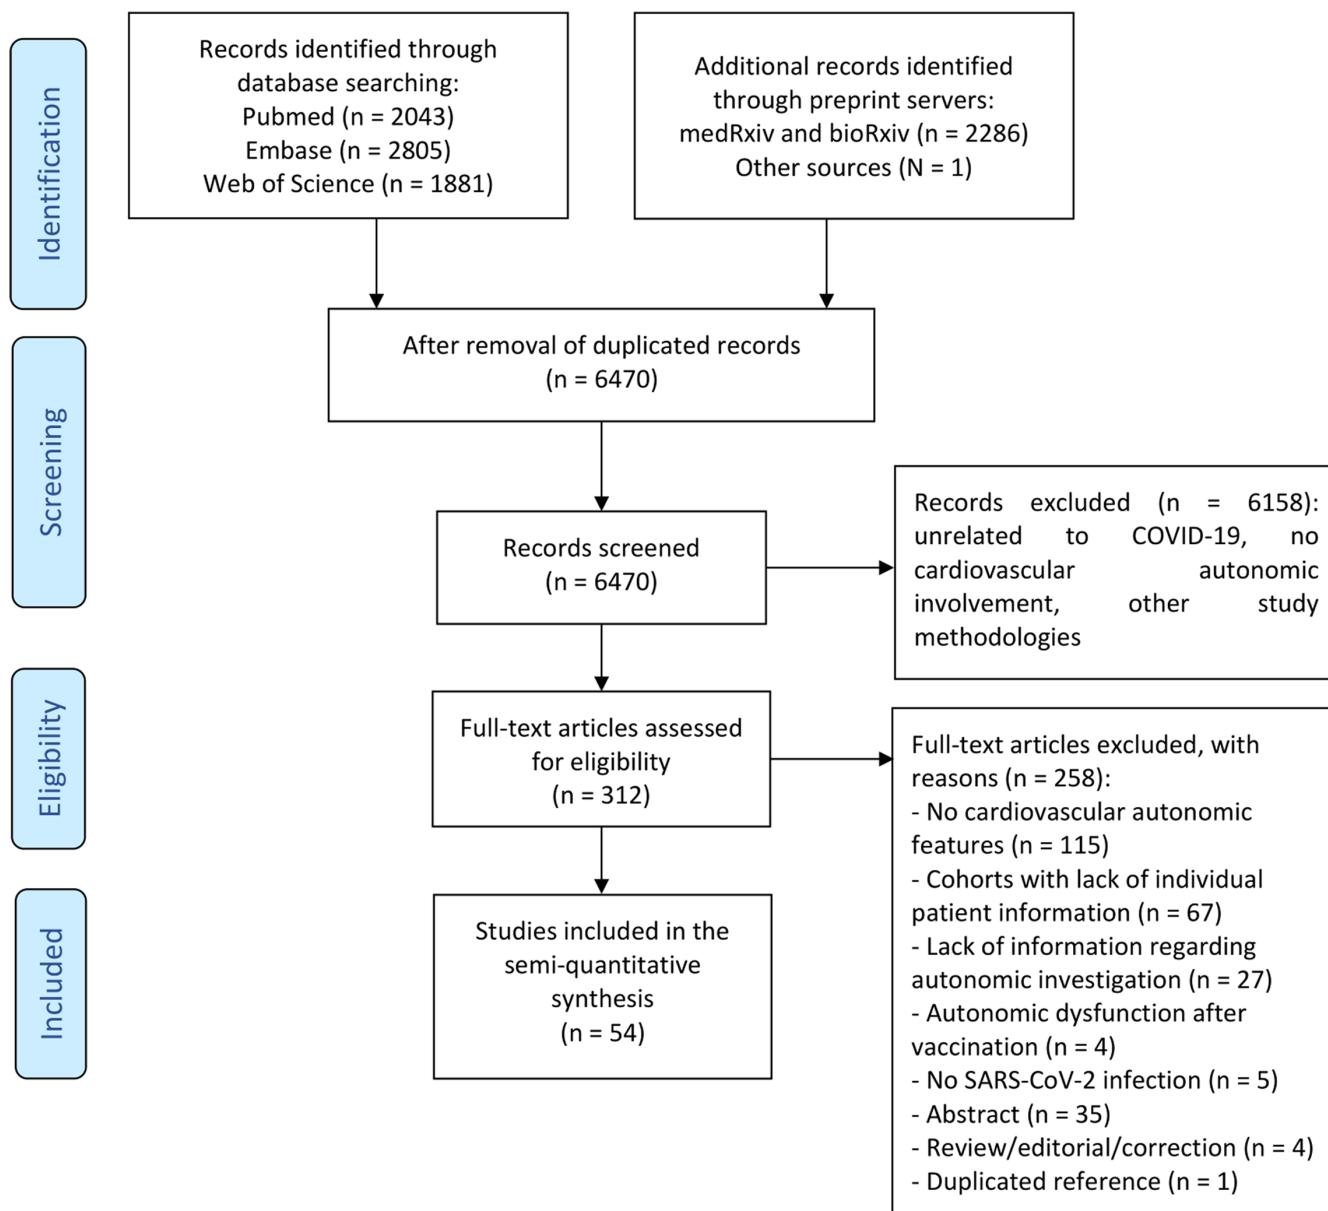 Identification
Records identified through
database searching:
Pubmed (n = 2043)
Embase (n = 2805)
Web of Science (n = 1881)
Additional records identified
through preprint servers:
medRxiv and bioRxiv (n = 2286)
Other sources (N = 1)
Screening
After removal of duplicated records
(n = 6470)
Records screened
(n = 6470)
Records excluded (n = 6158):
unrelated to COVID-19, no
cardiovascular autonomic
involvement, other study
methodologies
Eligibility
Full-text articles assessed
for eligibility
(n = 312)
Full-text articles excluded, with
reasons (n = 258):
- No cardiovascular autonomic
features (n = 115)
- Cohorts with lack of individual
patient information (n = 67)
- Lack of information regarding
autonomic investigation (n = 27)
- Autonomic dysfunction after
vaccination (n = 4)
- No SARS-CoV-2 infection (n = 5)
- Abstract (n = 35)
- Review/editorial/correction (n = 4)
- Duplicated reference (n = 1)
Included
Studies included in the
semi-quantitative
synthesis
(n = 54)